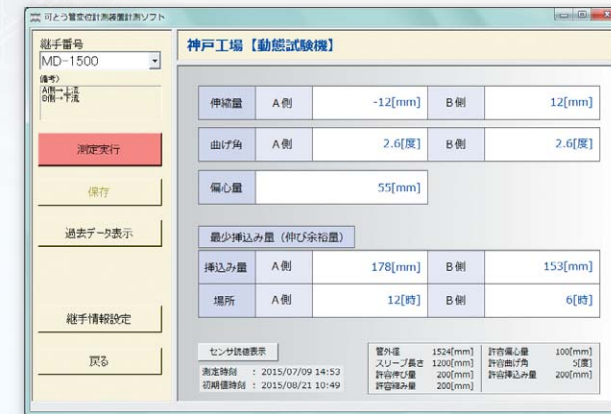 可とう管変位計測装置計測ソフト
継手番号
MD-1500
備考)
A側→上流
B側→下流
測定実行
保存
過去データ表示
継手情報設定
戻る
神戸工場【動態試験機】
伸縮量 A側 -12[mm] B側 12[mm]
曲げ角 A側 2.6[度] B側 2.6[度]
偏心量 55[mm]
最少挿込み量（伸び余裕量）
挿込み量 A側 178[mm] B側 153[mm]
場所 A側 12[時] B側 6[時]
センサ読値表示
測定時刻 : 2015/07/09 14:53
初期値時刻 : 2015/08/21 10:49
管外径 1524[mm] 許容偏心量 100[mm]
スリーブ長さ 1200[mm] 許容曲げ角 5[度]
許容伸び量 200[mm] 許容挿込み量 200[mm]
許容縮み量 200[mm]